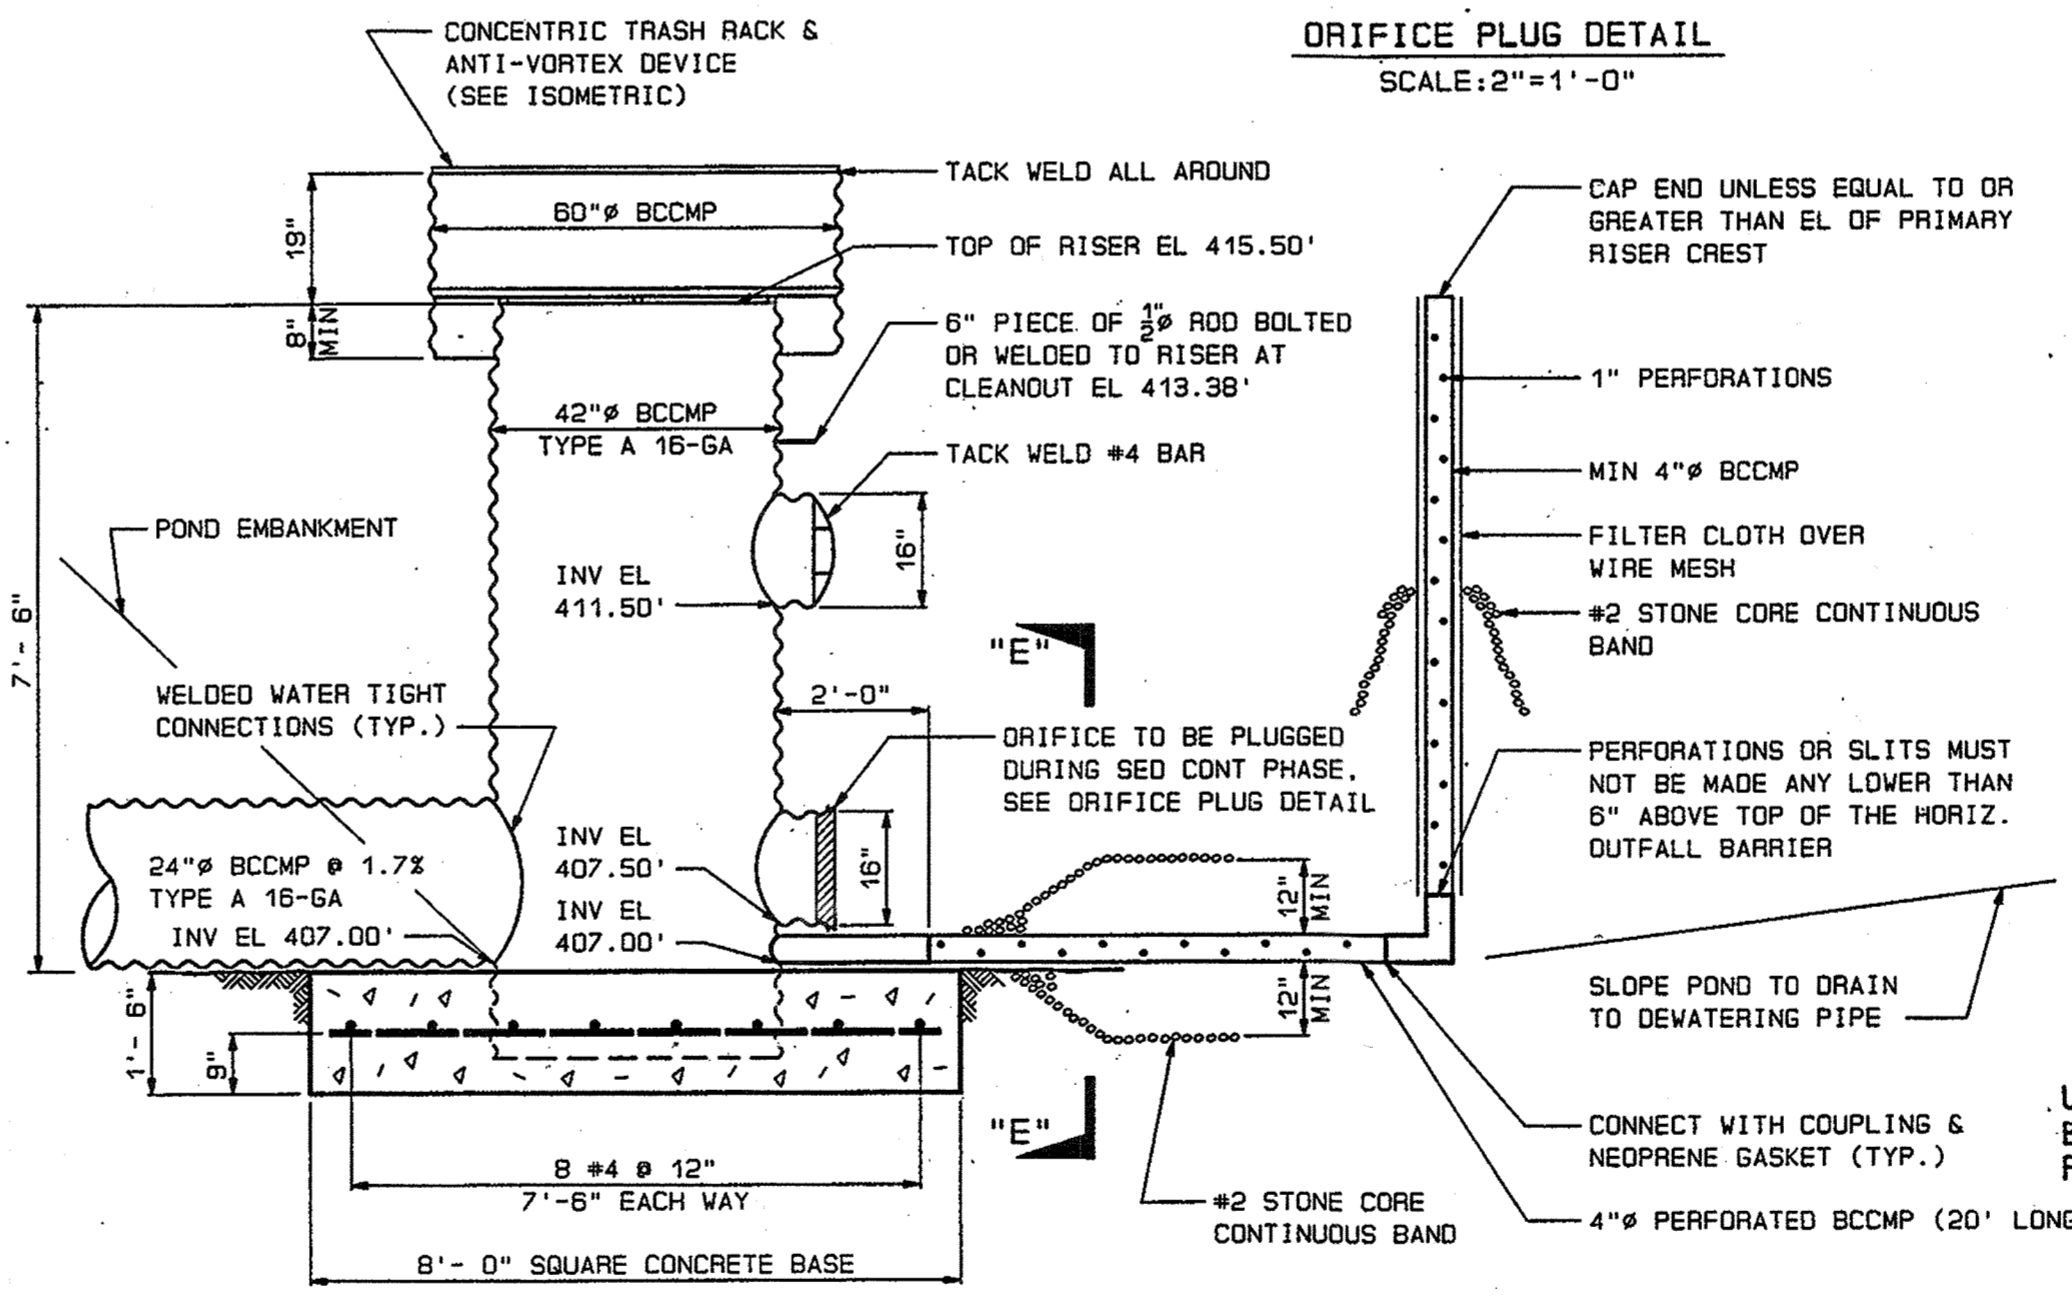 CONCENTRIC TRASH RACK &
ANTI-VORTEX DEVICE
(SEE ISOMETRIC)
ORIFICE PLUG DETAIL
SCALE:2"=1'-0"
TACK WELD ALL AROUND
60"ø BCCMP
19"
TOP OF RISER EL 415.50'
8"
MIN
6" PIECE OF 1/2"ø ROD BOLTED
OR WELDED TO RISER AT
CLEANOUT EL 413.38'
42"ø BCCMP
TYPE A 16-GA
TACK WELD #4 BAR
CAP END UNLESS EQUAL TO OR
GREATER THAN EL OF PRIMARY
RISER CREST
1" PERFORATIONS
MIN 4"ø BCCMP
FILTER CLOTH OVER
WIRE MESH
#2 STONE CORE CONTINUOUS
BAND
POND EMBANKMENT
16"
INV EL
411.50'
7'- 6"
"E"
WELDED WATER TIGHT
CONNECTIONS (TYP.)
2'-0"
ORIFICE TO BE PLUGGED
DURING SED CONT PHASE.
SEE ORIFICE PLUG DETAIL
PERFORATIONS OR SLITS MUST
NOT BE MADE ANY LOWER THAN
6" ABOVE TOP OF THE HORIZ.
OUTFALL BARRIER
24"ø BCCMP @ 1.7%
TYPE A 16-GA
INV EL 407.00'
INV EL
407.50'
INV EL
407.00'
16"
12"
MIN
12"
MIN
SLOPE POND TO DRAIN
TO DEWATERING PIPE
1'- 6"
9"
"E"
8 #4 @ 12"
7'-6" EACH WAY
8'- 0" SQUARE CONCRETE BASE
#2 STONE CORE
CONTINUOUS BAND
CONNECT WITH COUPLING &
NEOPRENE GASKET (TYP.)
4"ø PERFORATED BCCMP (20' LONG